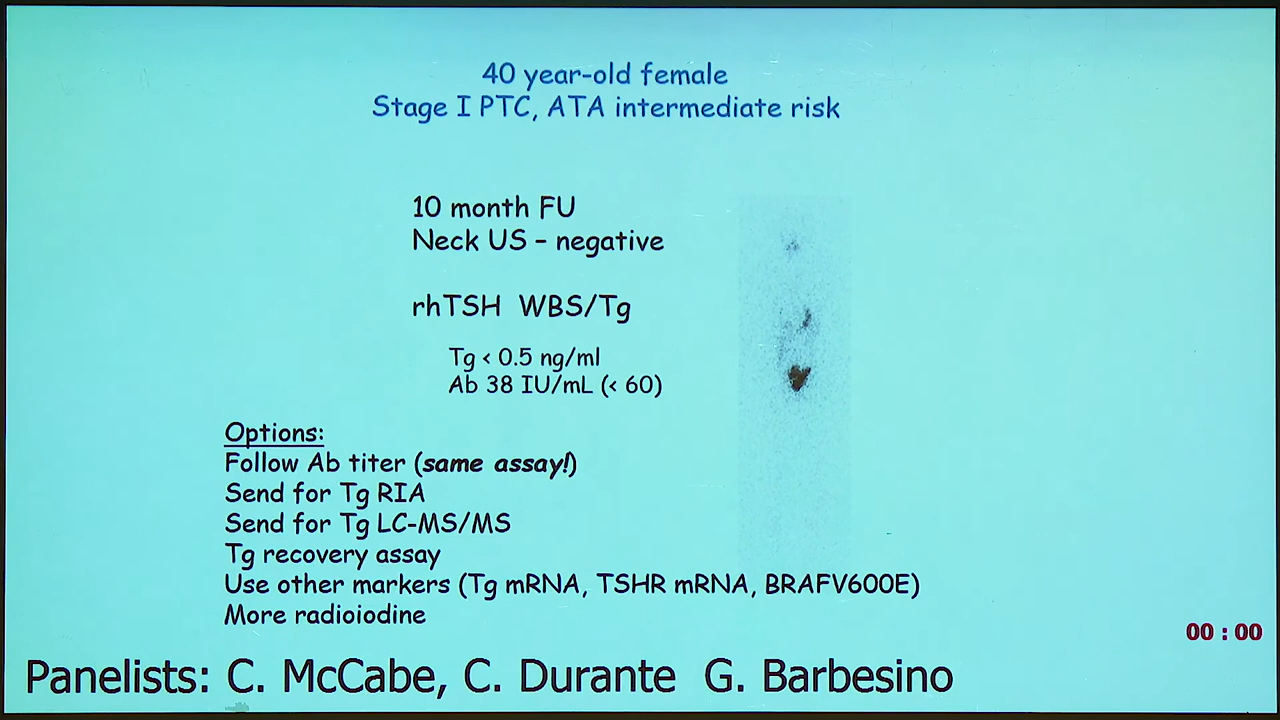 40 year-old female
Stage I PTC, ATA intermediate risk
10 month FU
Neck US – negative
rhTSH WBS/Tg
Tg < 0.5 ng/ml
Ab 38 IU/mL (< 60)
Options:
Follow Ab titer (same assay!)
Send for Tg RIA
Send for Tg LC-MS/MS
Tg recovery assay
Use other markers (Tg mRNA, TSHR mRNA, BRAFV600E)
More radioiodine
00 : 00
Panelists: C. McCabe, C. Durante G. Barbesino